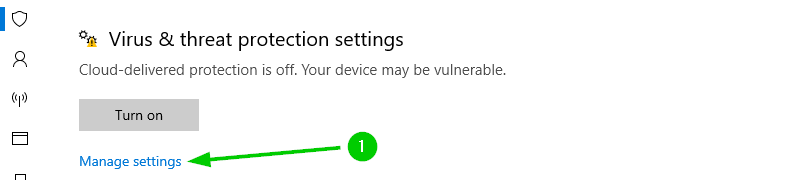 Virus & threat protection settings
Cloud-delivered protection is off. Your device may be vulnerable.
Turn on
Manage settings
1